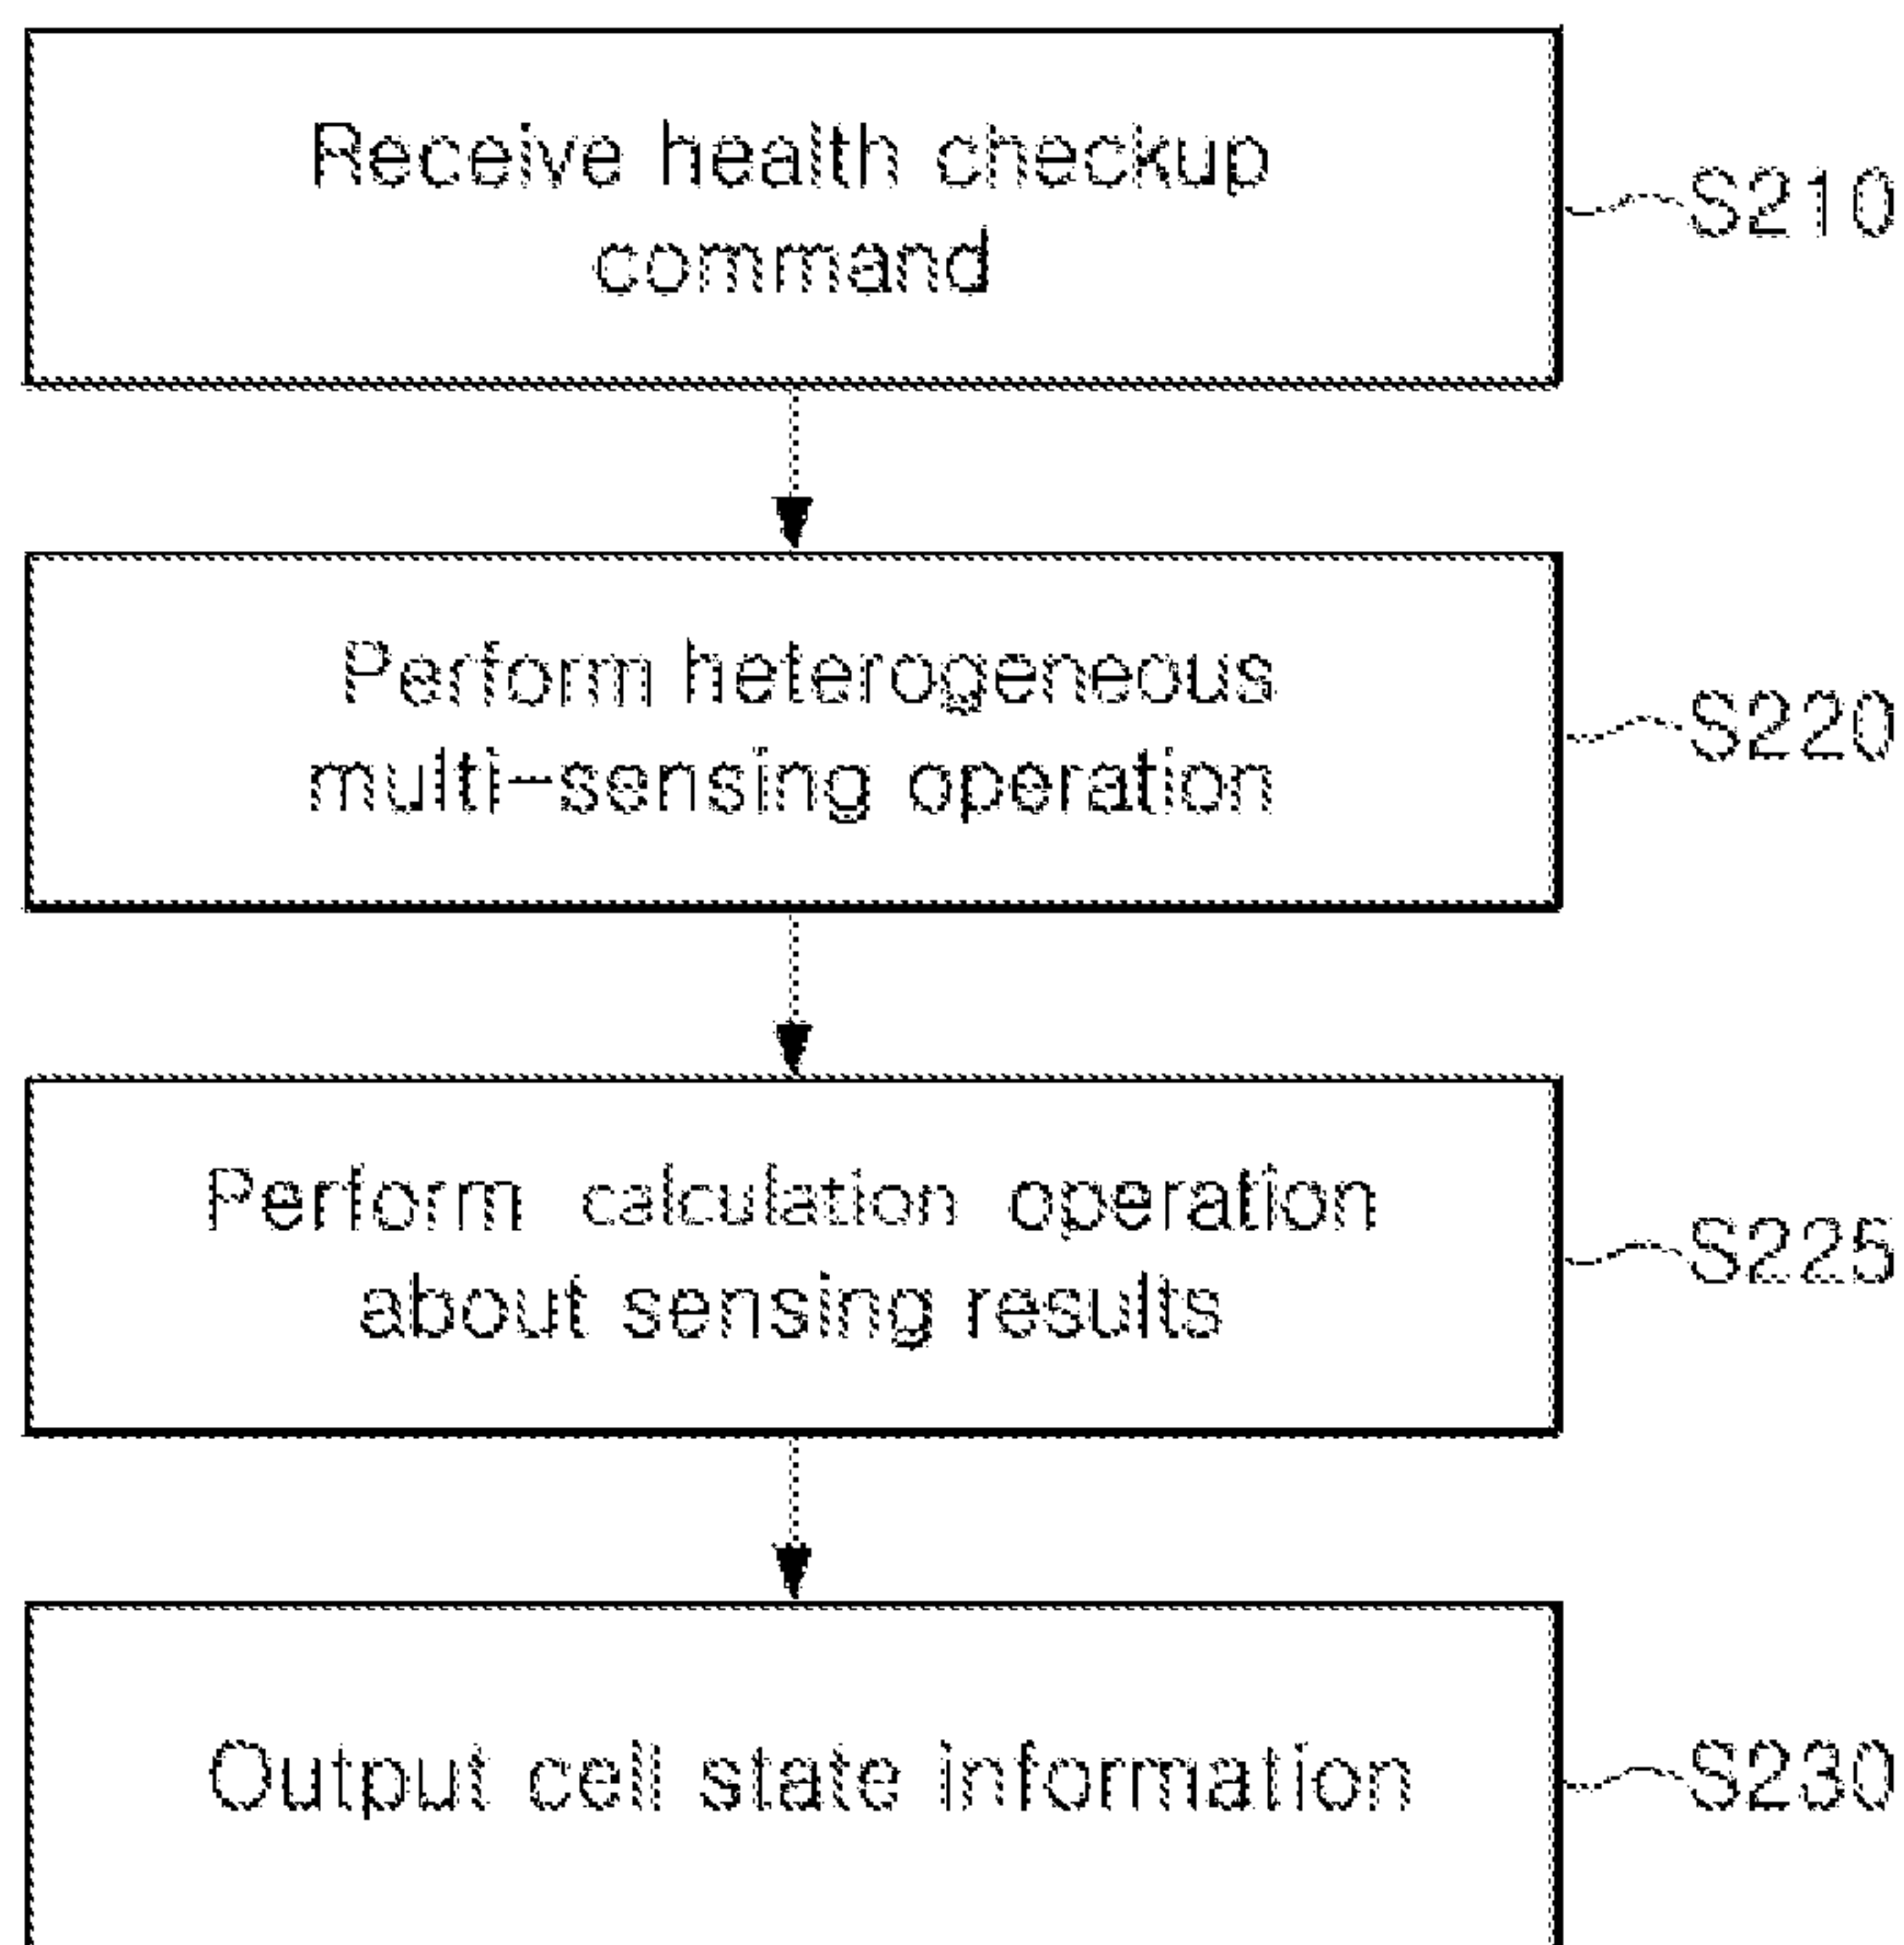 Receive health checkup
command
S210
Perform heterogeneous
multi-sensing operation
S220
Perform calculation operation
about sensing results
S225
Output cell state information
S230